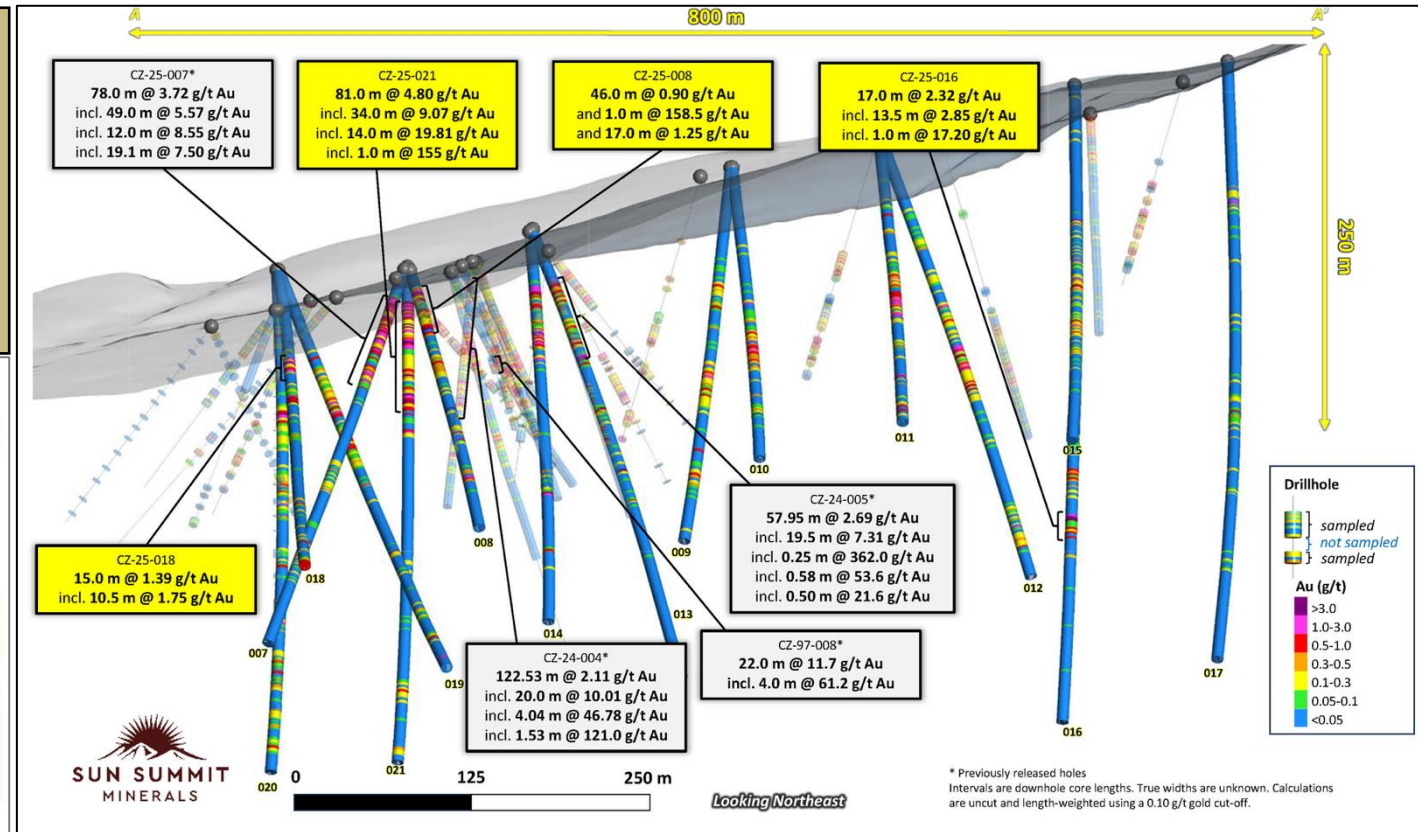 A
800 m
A'
CZ-25-007*
78.0 m @ 3.72 g/t Au
incl. 49.0 m @ 5.57 g/t Au
incl. 12.0 m @ 8.55 g/t Au
incl. 19.1 m @ 7.50 g/t Au
CZ-25-021
81.0 m @ 4.80 g/t Au
incl. 34.0 m @ 9.07 g/t Au
incl. 14.0 m @ 19.81 g/t Au
incl. 1.0 m @ 155 g/t Au
CZ-25-008
46.0 m @ 0.90 g/t Au
and 1.0 m @ 158.5 g/t Au
and 17.0 m @ 1.25 g/t Au
CZ-25-016
17.0 m @ 2.32 g/t Au
incl. 13.5 m @ 2.85 g/t Au
incl. 1.0 m @ 17.20 g/t Au
250 m
CZ-25-018
15.0 m @ 1.39 g/t Au
incl. 10.5 m @ 1.75 g/t Au
CZ-24-005*
57.95 m @ 2.69 g/t Au
incl. 19.5 m @ 7.31 g/t Au
incl. 0.25 m @ 362.0 g/t Au
incl. 0.58 m @ 53.6 g/t Au
incl. 0.50 m @ 21.6 g/t Au
CZ-24-004*
122.53 m @ 2.11 g/t Au
incl. 20.0 m @ 10.01 g/t Au
incl. 4.04 m @ 46.78 g/t Au
incl. 1.53 m @ 121.0 g/t Au
CZ-97-008*
22.0 m @ 11.7 g/t Au
incl. 4.0 m @ 61.2 g/t Au
007
018
020
019
021
008
014
013
009
010
011
012
015
016
017
Drillhole
sampled
not sampled
sampled
Au (g/t)
>3.0
1.0-3.0
0.5-1.0
0.3-0.5
0.1-0.3
0.05-0.1
<0.05
SUN SUMMIT
MINERALS
0 125 250 m
Looking Northeast
* Previously released holes
Intervals are downhole core lengths. True widths are unknown. Calculations
are uncut and length-weighted using a 0.10 g/t gold cut-off.